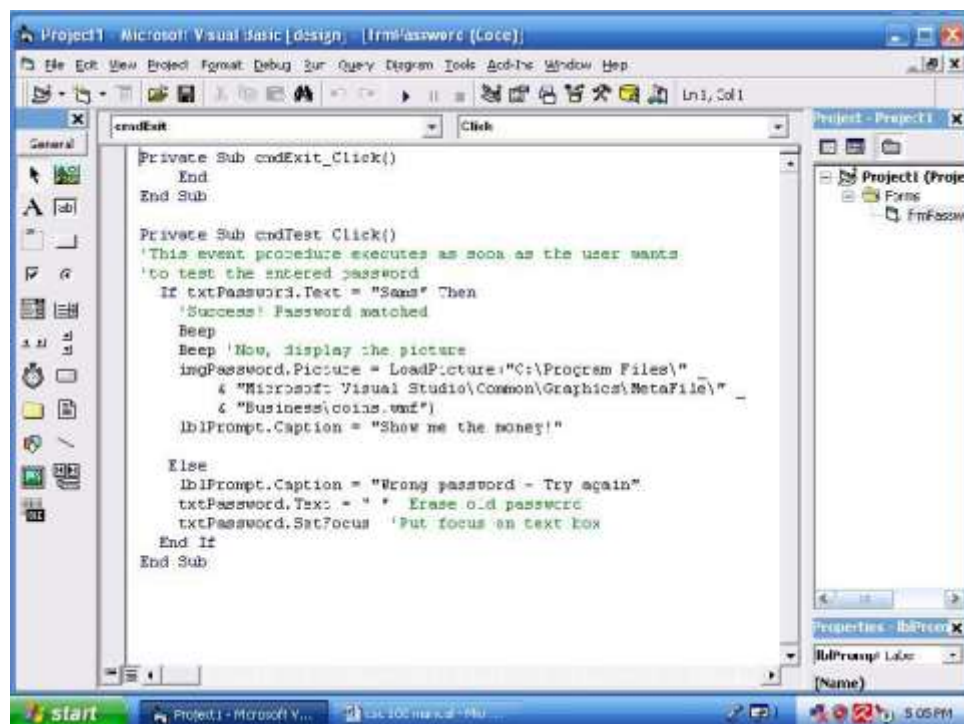 Project1 - Microsoft Visual Basic [design] - [frmPassword (Code)]
File Edit View Project Format Debug Run Query Diagram Tools Add-Ins Window Help
Ln 1, Col 1
General
cmdExit
Click
Private Sub cmdExit_Click()
End
End Sub
Private Sub cmdTest_Click()
'This event procedure executes as soon as the user wants
'to test the entered password
If txtPassword.Text = "Sams" Then
'Success! Password matched
Beep
Beep 'Now, display the picture
imgPassword.Picture = LoadPicture("C:\Program Files\" _
& "Microsoft Visual Studio\Common\Graphics\MetaFile\" _
& "Business\coins.wmf")
lblPrompt.Caption = "Show me the money!"
Else
lblPrompt.Caption = "Wrong password - Try again"
txtPassword.Text = " " 'Erase old password
txtPassword.SetFocus 'Put focus on text box
End If
End Sub
Project - Project1
Project1 (Proje
Forms
frmPassw
Properties - lblProm
lblPrompt Label
(Name)
start
Project1 - Microsoft V...
csc 100 manual - Mic...
5:05 PM